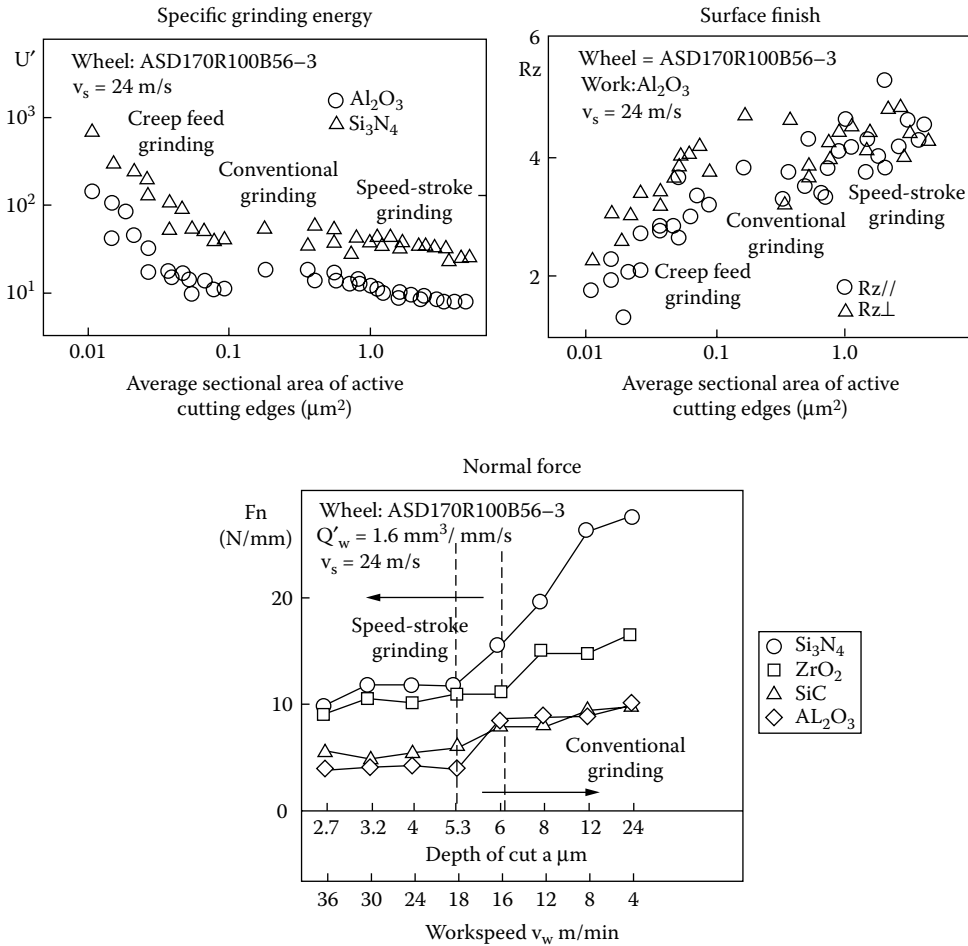 Specific grinding energy
U′
Wheel: ASD170R100B56–3
vₛ = 24 m/s
Al₂O₃
Si₃N₄
10³
Creep feed
grinding
Conventional
grinding
Speed-stroke
grinding
10²
10¹
0.01 0.1 1.0
Average sectional area of active
cutting edges (μm²)
Surface finish
6
Rz
Wheel = ASD170R100B56–3
Work:Al₂O₃
vₛ = 24 m/s
4
Speed-stroke
grinding
Conventional
grinding
Creep feed
grinding
2
Rz//
Rz⊥
0.01 0.1 1.0
Average sectional area of active
cutting edges (μm²)
Normal force
Fn
(N/mm)
Wheel: ASD170R100B56–3
Q′w = 1.6 mm³/ mm/s
vₛ = 24 m/s
20
Speed-stroke
grinding
10
Conventional
grinding
0
2.7 3.2 4 5.3 6 8 12 24
Depth of cut a μm
36 30 24 18 16 12 8 4
Workspeed vw m/min
Si₃N₄
ZrO₂
SiC
AL₂O₃